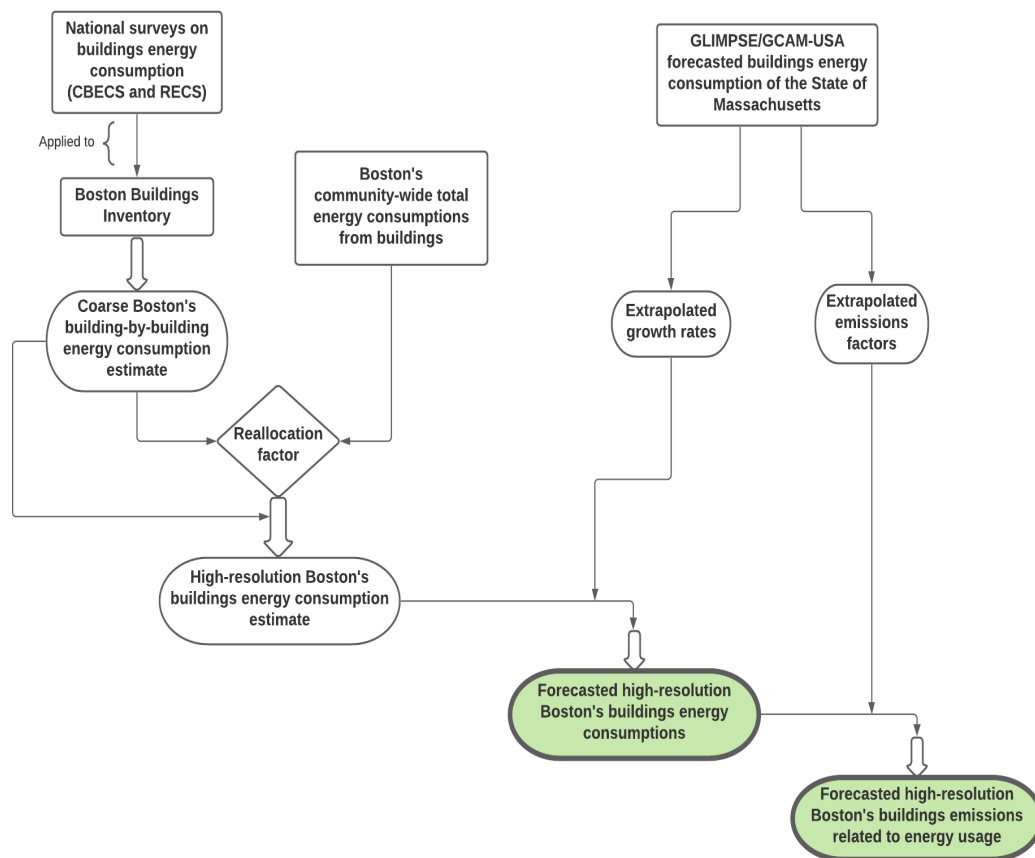 National surveys on
buildings energy
consumption
(CBECS and RECS)
Applied to
Boston Buildings
Inventory
Coarse Boston's
building-by-building
energy consumption
estimate
Boston's
community-wide total
energy consumptions
from buildings
Reallocation
factor
High-resolution Boston's
buildings energy consumption
estimate
GLIMPSE/GCAM-USA
forecasted buildings energy
consumption of the State of
Massachusetts
Extrapolated
growth rates
Extrapolated
emissions
factors
Forecasted high-resolution
Boston's buildings energy
consumptions
Forecasted high-resolution
Boston's buildings emissions
related to energy usage